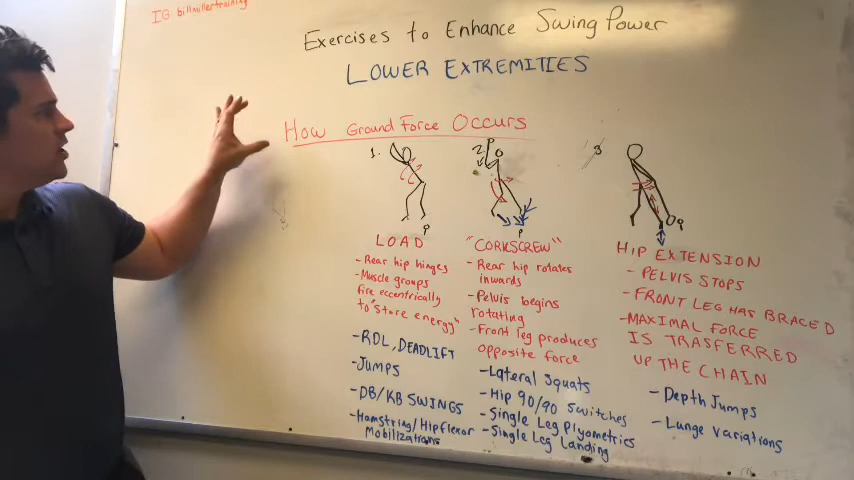 IG: billmillertraining
Exercises to Enhance Swing Power
LOWER EXTREMITIES
How Ground Force Occurs
1.
LOAD
- Rear hip hinges
- Muscle groups
fire eccentrically
to "store energy"
- RDL, DEADLIFT
- JUMPS
- DB/KB SWINGS
- Hamstring/Hipflexor
Mobilizations
2.
"CORKSCREW"
- Rear hip rotates
inwards
- Pelvis begins
rotating
- Front leg produces
opposite force
- Lateral Squats
- Hip 90/90 Switches
- Single Leg Plyometrics
- Single Leg Landing
3
HIP EXTENSION
- PELVIS STOPS
- FRONT LEG HAS BRACED
- MAXIMAL FORCE
IS TRASFERRED
UP THE CHAIN
- Depth Jumps
- Lunge Variations